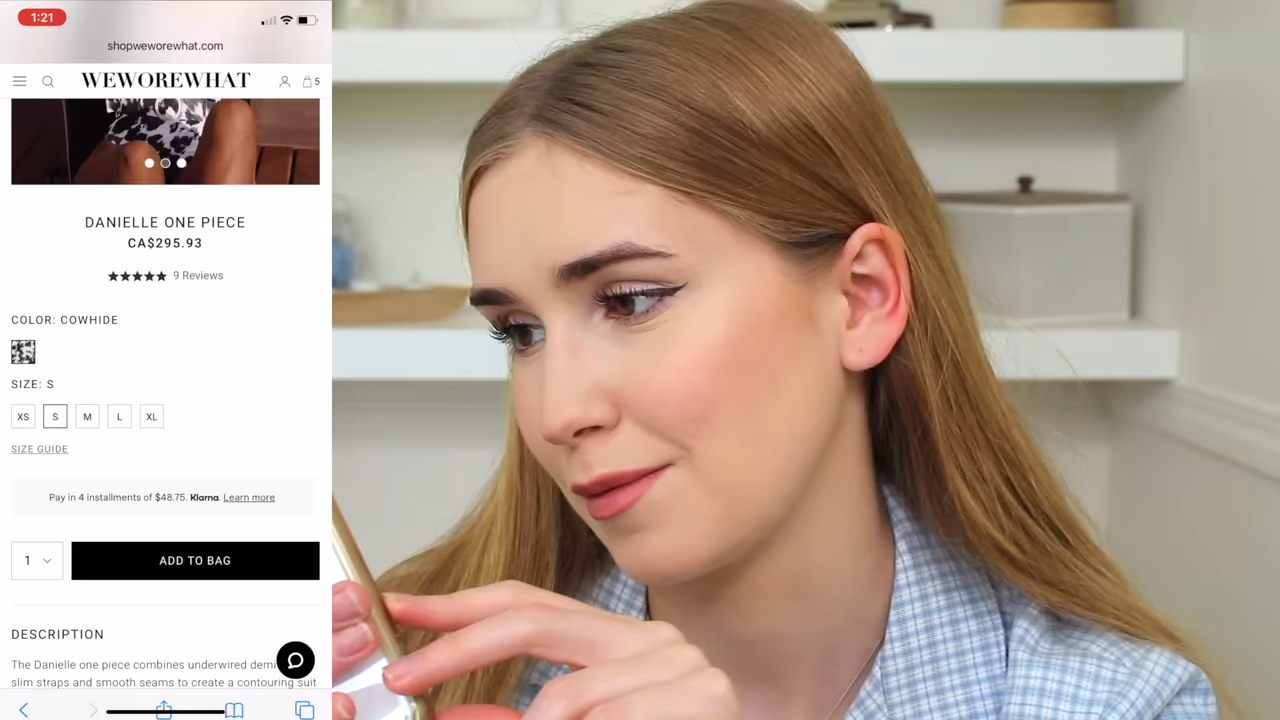 1:21
shopweworewhat.com
WEWOREWHAT
5
DANIELLE ONE PIECE
CA$295.93
9 Reviews
COLOR: COWHIDE
SIZE: S
XS S M L XL
SIZE GUIDE
Pay in 4 installments of $48.75. Klarna. Learn more
1
ADD TO BAG
DESCRIPTION
The Danielle one piece combines underwired
slim straps and smooth seams to create a contouring suit